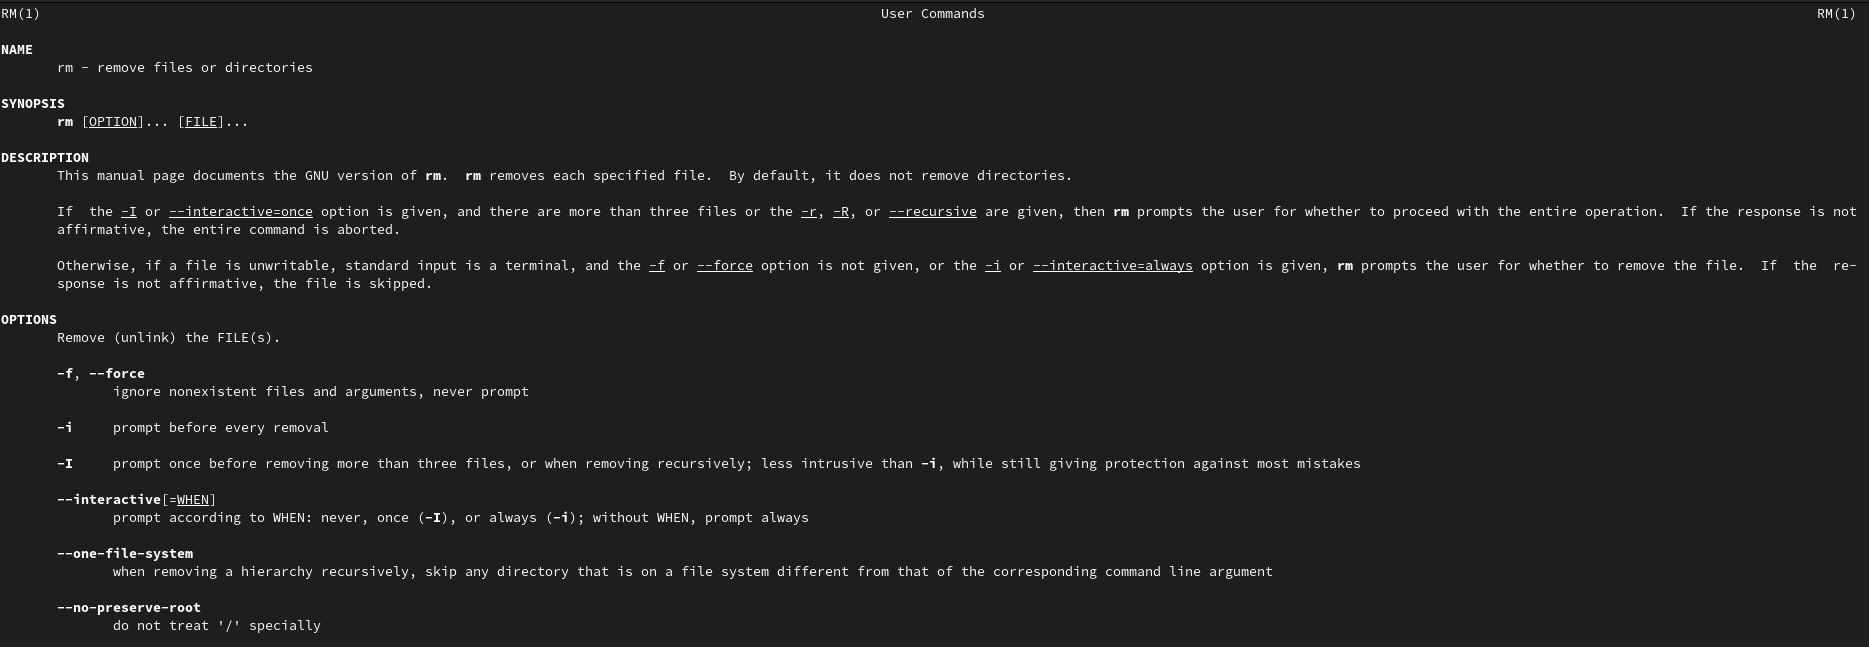 RM(1) User Commands RM(1)
NAME
rm - remove files or directories
SYNOPSIS
rm [OPTION]... [FILE]...
DESCRIPTION
This manual page documents the GNU version of rm.  rm removes each specified file.  By default, it does not remove directories.
If  the -I or --interactive=once option is given, and there are more than three files or the -r, -R, or --recursive are given, then rm prompts the user for whether to proceed with the entire operation.  If the response is not
affirmative, the entire command is aborted.
Otherwise, if a file is unwritable, standard input is a terminal, and the -f or --force option is not given, or the -i or --interactive=always option is given, rm prompts the user for whether to remove the file.  If  the  re-
sponse is not affirmative, the file is skipped.
OPTIONS
Remove (unlink) the FILE(s).
-f, --force
ignore nonexistent files and arguments, never prompt
-i     prompt before every removal
-I     prompt once before removing more than three files, or when removing recursively; less intrusive than -i, while still giving protection against most mistakes
--interactive[=WHEN]
prompt according to WHEN: never, once (-I), or always (-i); without WHEN, prompt always
--one-file-system
when removing a hierarchy recursively, skip any directory that is on a file system different from that of the corresponding command line argument
--no-preserve-root
do not treat '/' specially